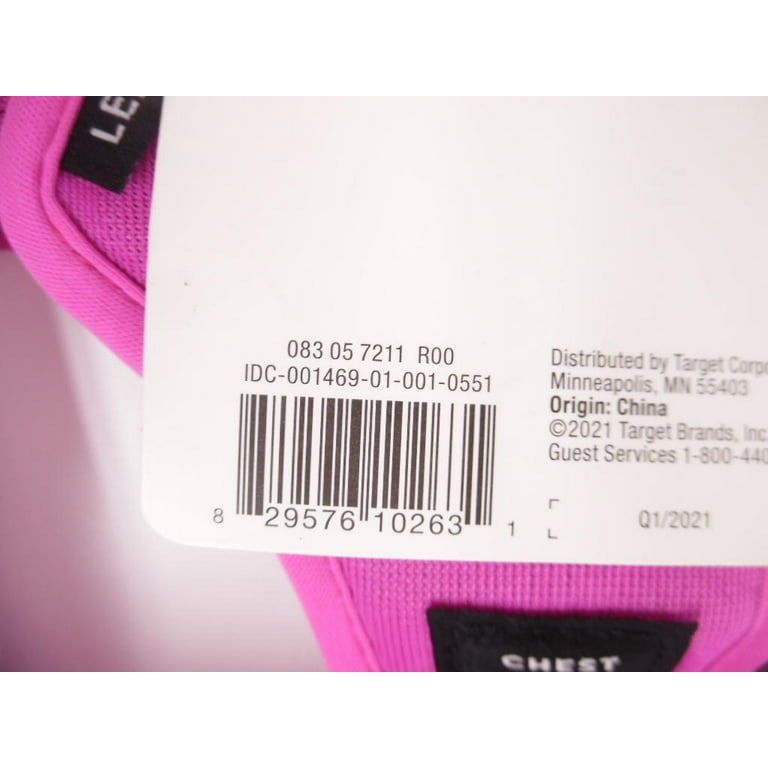 083 05 7211 R00
IDC-001469-01-001-0551
8 29576 10263 1
Distributed by Target
Minneapolis, MN 55403
Origin: China
©2021 Target Brands, Inc.
Guest Services 1-800-440
Q1/2021
CHEST